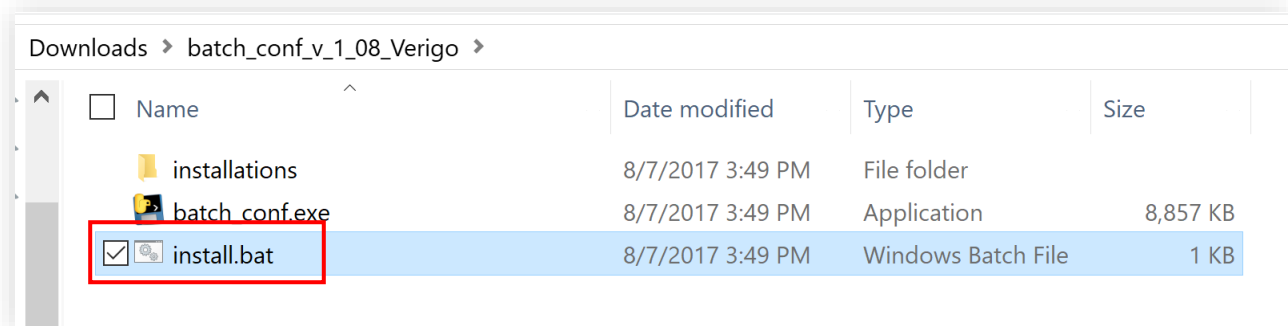 Downloads > batch_conf_v_1_08_Verigo >
Name Date modified Type Size
installations 8/7/2017 3:49 PM File folder
batch_conf.exe 8/7/2017 3:49 PM Application 8,857 KB
install.bat 8/7/2017 3:49 PM Windows Batch File 1 KB